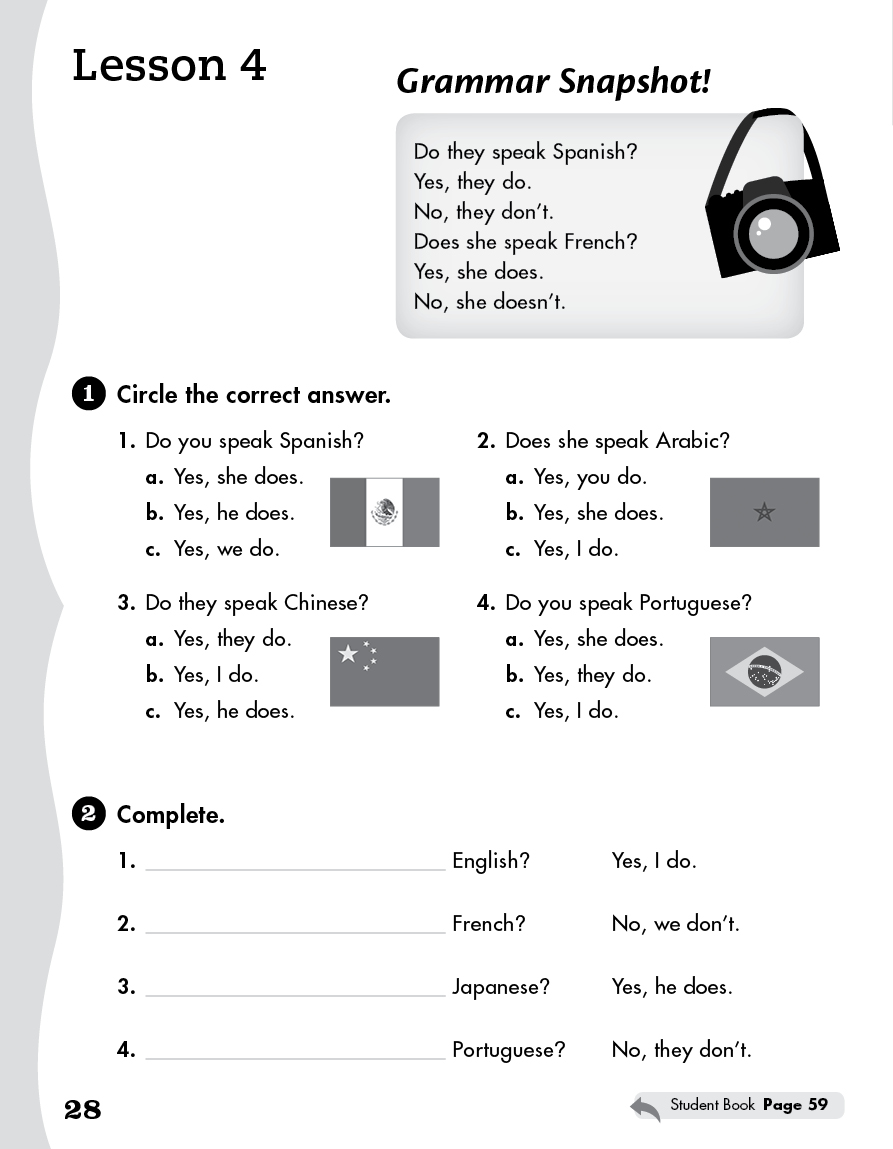 Lesson 4
Grammar Snapshot!
Do they speak Spanish?
Yes, they do.
No, they don't.
Does she speak French?
Yes, she does.
No, she doesn't.
1 Circle the correct answer.
1. Do you speak Spanish?
a. Yes, she does.
b. Yes, he does.
c. Yes, we do.
2. Does she speak Arabic?
a. Yes, you do.
b. Yes, she does.
c. Yes, I do.
3. Do they speak Chinese?
a. Yes, they do.
b. Yes, I do.
c. Yes, he does.
4. Do you speak Portuguese?
a. Yes, she does.
b. Yes, they do.
c. Yes, I do.
2 Complete.
1. English? Yes, I do.
2. French? No, we don't.
3. Japanese? Yes, he does.
4. Portuguese? No, they don't.
28
Student Book Page 59